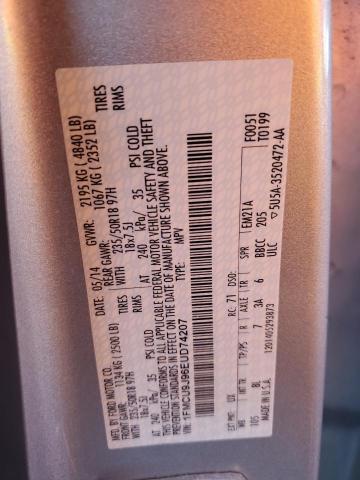 MFD. BY FORD MOTOR CO.
05/14 GVWR: 2195 KG ( 4840 LB)
FRONT GAWR: 1134 KG ( 2500 LB) REAR GAWR: 1067 KG ( 2352 LB)
WITH 235/50R18 97H TIRES WITH 235/50R18 97H TIRES
18x7.5J RIMS 18x7.5J RIMS
AT 240 kPa/ 35 PSI COLD AT 240 kPa/ 35 PSI COLD
THIS VEHICLE CONFORMS TO ALL APPLICABLE FEDERAL MOTOR VEHICLE SAFETY AND THEFT
PREVENTION STANDARDS IN EFFECT ON THE DATE OF MANUFACTURE SHOWN ABOVE.
VIN: 1FMCU9J96EUD74207
TYPE: MPV
F0051
T0199
EXT PNT: RC: 71 DSO:
WB BRK INT TR TP/PS R AXLE TR SPR EM21A
105 BL 7 3A 6 BBCC 205
ULC
MADE IN U.S.A.
1201405293873
5U5A-3520472-AA